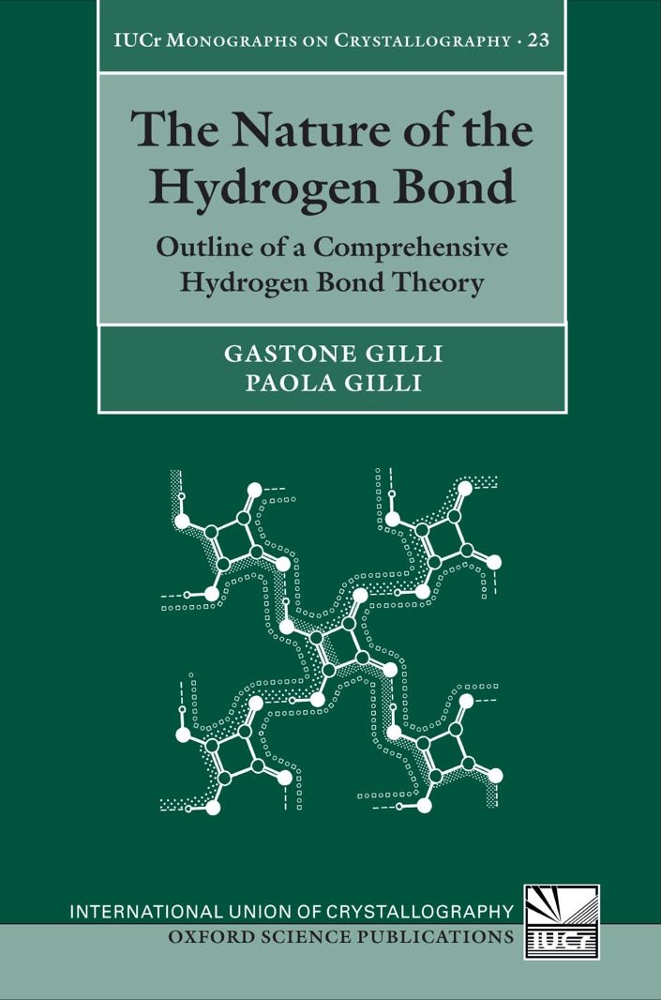 IUCr MONOGRAPHS ON CRYSTALLOGRAPHY · 23
The Nature of the
Hydrogen Bond
Outline of a Comprehensive
Hydrogen Bond Theory
GASTONE GILLI
PAOLA GILLI
INTERNATIONAL UNION OF CRYSTALLOGRAPHY
OXFORD SCIENCE PUBLICATIONS
IUCr